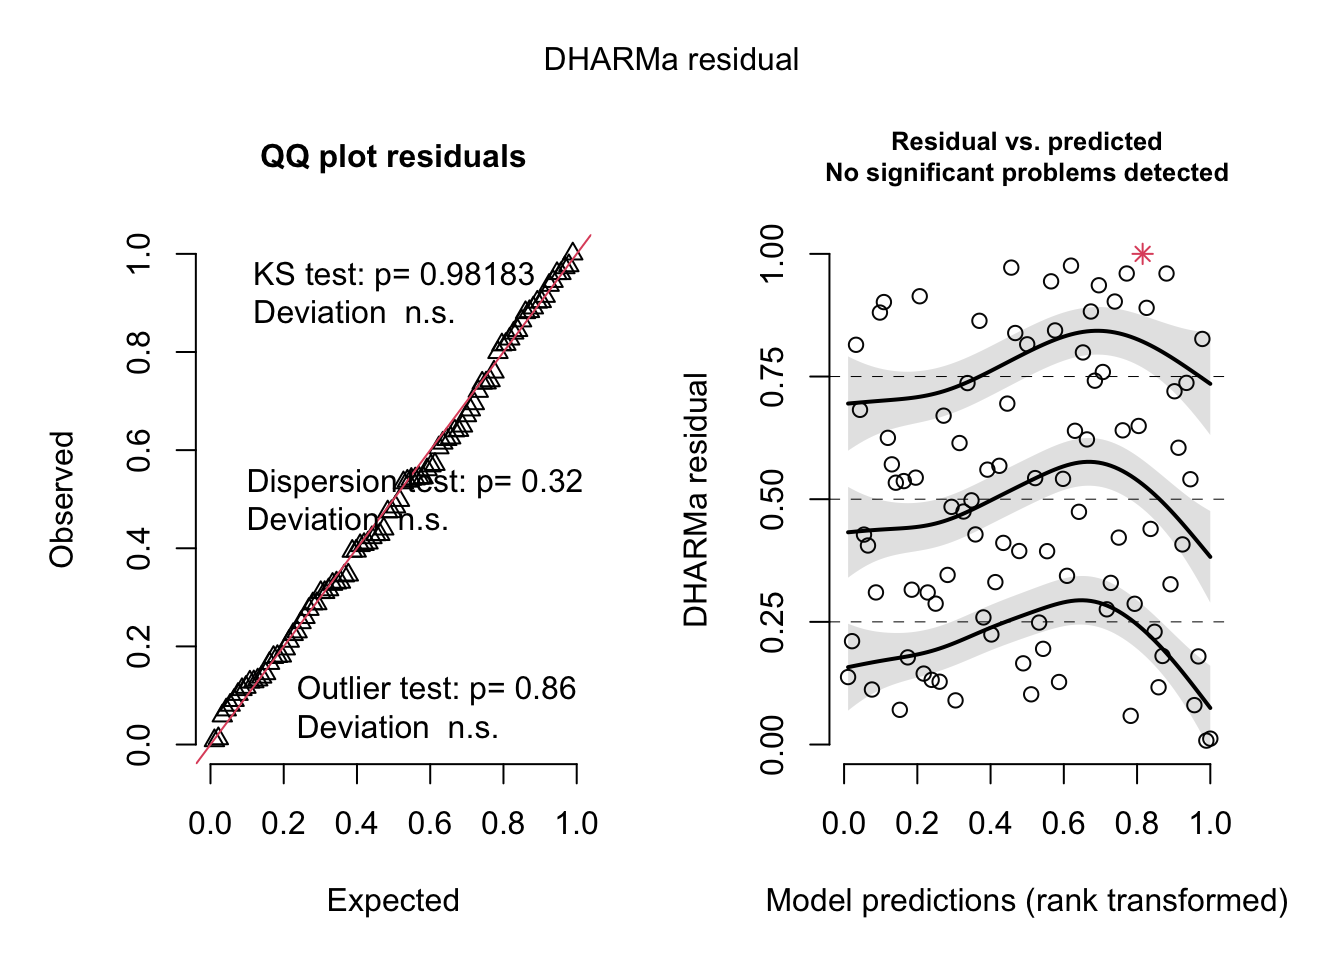 DHARMa residual
QQ plot residuals
KS test: p= 0.98183
Deviation n.s.
Dispersion test: p= 0.32
Deviation n.s.
Outlier test: p= 0.86
Deviation n.s.
Observed
1.0
0.8
0.6
0.4
0.2
0.0
0.0 0.2 0.4 0.6 0.8 1.0
Expected
Residual vs. predicted
No significant problems detected
DHARMa residual
1.00
0.75
0.50
0.25
0.00
0.0 0.2 0.4 0.6 0.8 1.0
Model predictions (rank transformed)